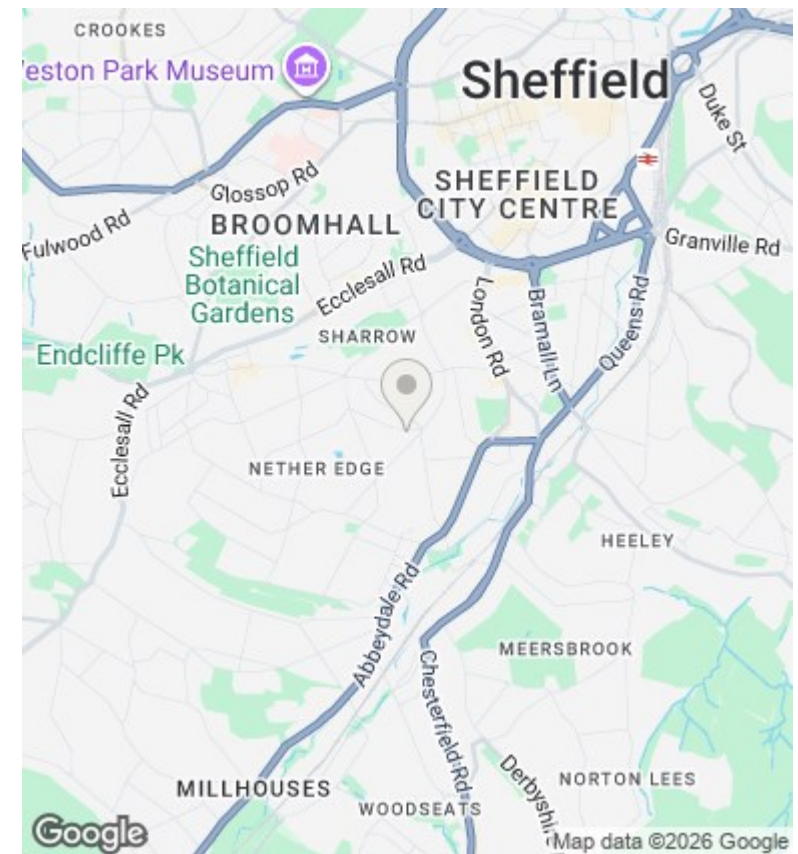 CROOKES
eston Park Museum
Sheffield
Duke St
Glossop Rd
SHEFFIELD
CITY CENTRE
Fulwood Rd
BROOMHALL
Granville Rd
Sheffield
Botanical
Gardens
Ecclesall Rd
London Rd
Bramall Ln
Queens Rd
SHARROW
Endcliffe Pk
Ecclesall Rd
NETHER EDGE
HEELEY
Abbeydale Rd
MEERSBROOK
Chesterfield Rd
MILLHOUSES
Derbyshir
NORTON LEES
WOODSEATS
Google
Map data ©2026 Google